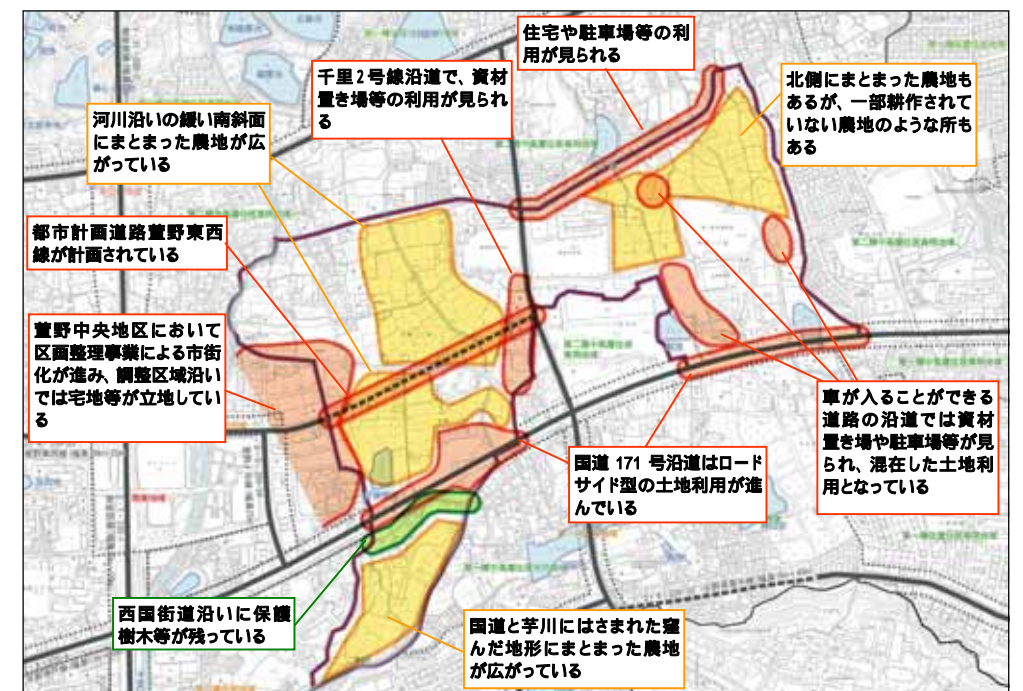 住宅や駐車場等の利
用が見られる
千里2号線沿道で、資材
置き場等の利用が見られ
る
北側にまとまった農地も
あるが、一部耕作されて
いない農地のような所も
ある
河川沿いの緩い南斜面
にまとまった農地が広
がっている
都市計画道路萱野東西
線が計画されている
萱野中央地区において
区画整理事業による市街
化が進み、調整区域沿い
では宅地等が立地してい
る
車が入ることができる
道路の沿道では資材
置き場や駐車場等が見
られ、混在した土地利
用となっている
国道 171 号沿道はロード
サイド型の土地利用が進
んでいる
西国街道沿いに保護
樹木等が残っている
国道と芋川にはさまれた窪
んだ地形にまとまった農地
が広がっている